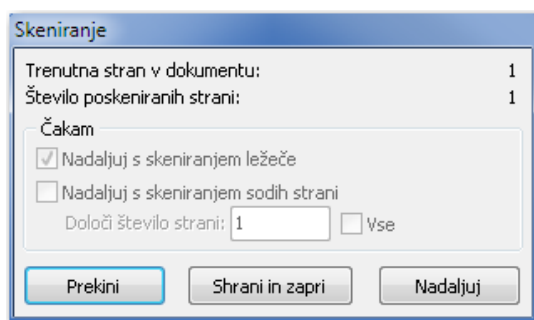 Skeniranje
Trenutna stran v dokumentu: 1
Število poskeniranih strani: 1
Čakam
Nadaljuj s skeniranjem ležeče
Nadaljuj s skeniranjem sodih strani
Določi število strani: 1 Vse
Prekini Shrani in zapri Nadaljuj